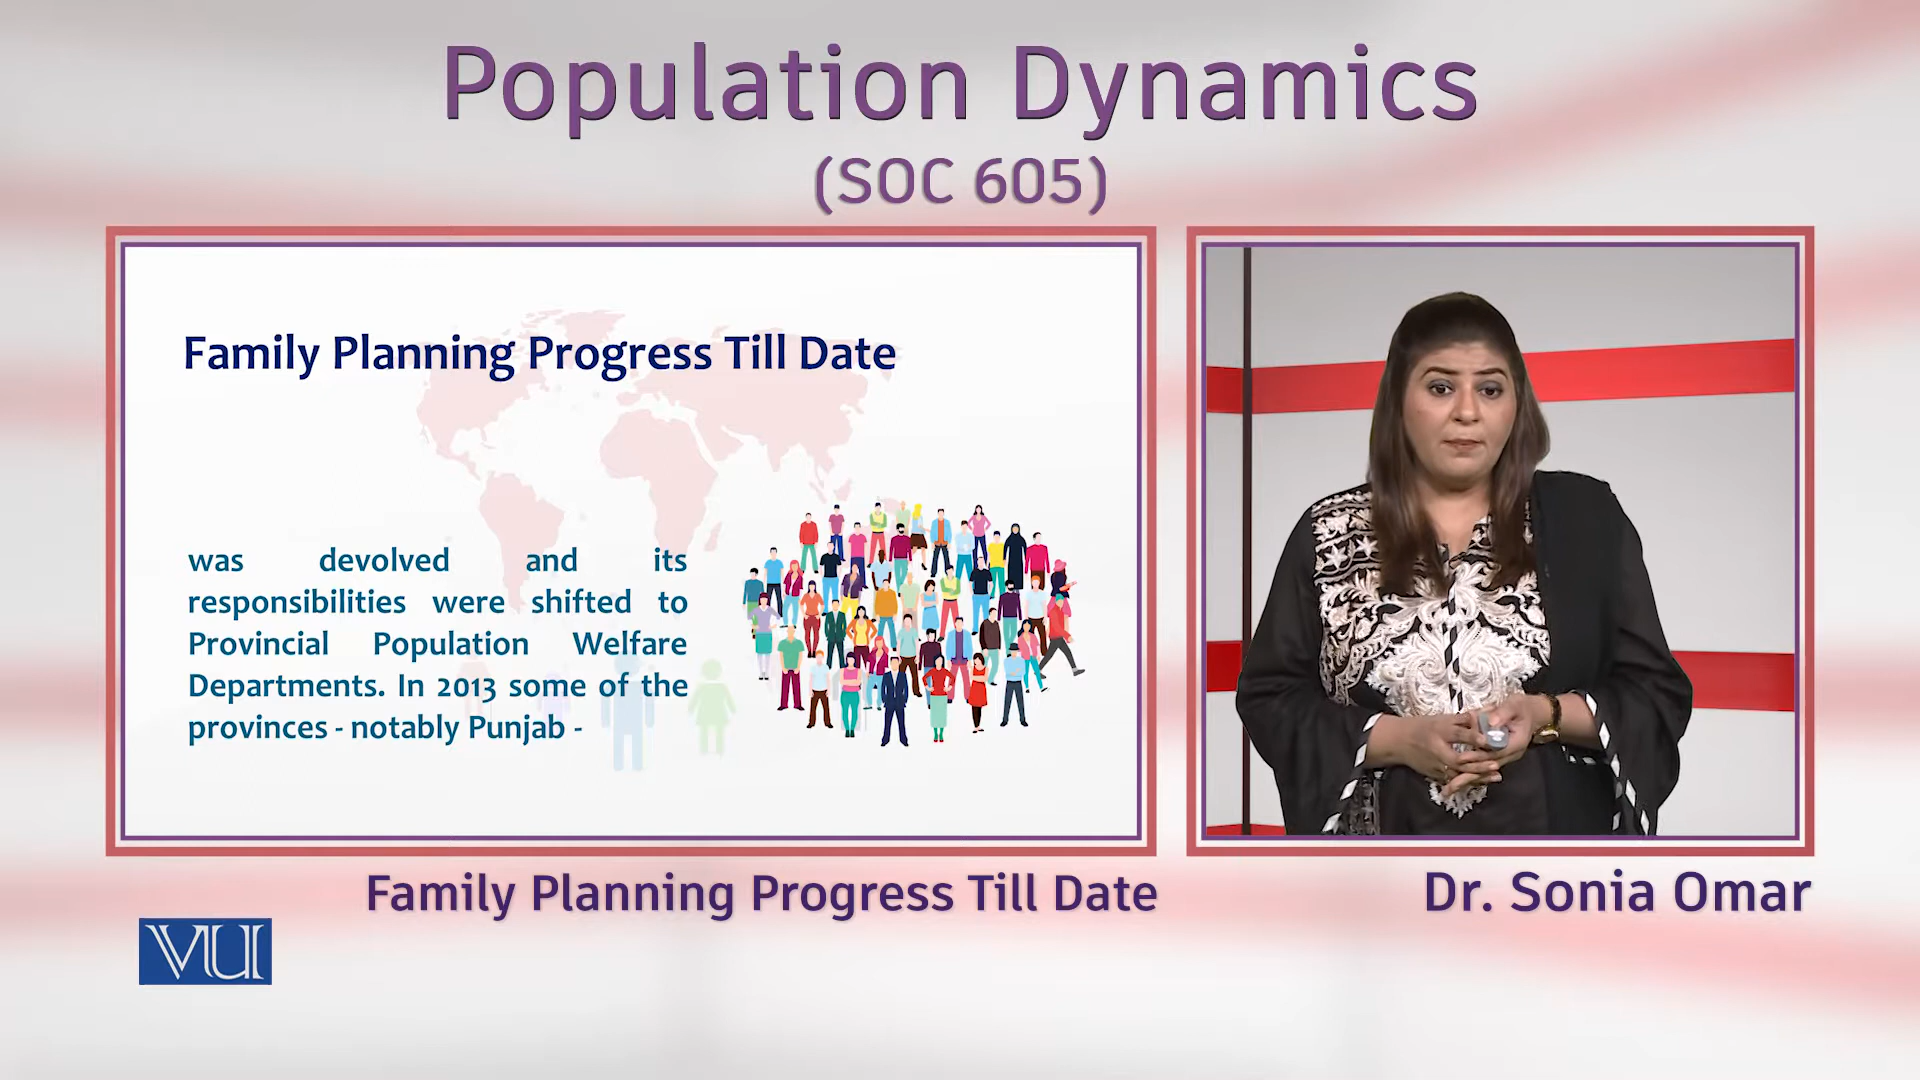 Population Dynamics
(SOC 605)
Family Planning Progress Till Date
was devolved and its
responsibilities were shifted to
Provincial Population Welfare
Departments. In 2013 some of the
provinces - notably Punjab -
Family Planning Progress Till Date
Dr. Sonia Omar
VU